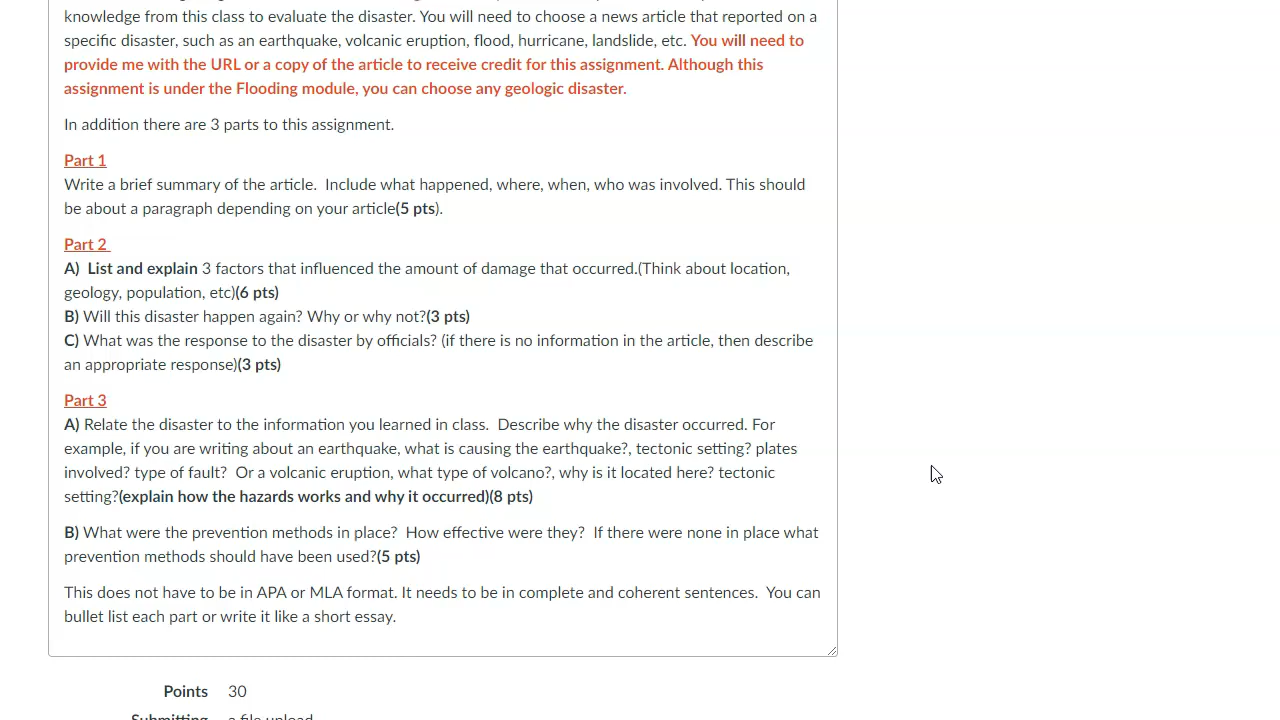 knowledge from this class to evaluate the disaster. You will need to choose a news article that reported on a
specific disaster, such as an earthquake, volcanic eruption, flood, hurricane, landslide, etc. You will need to
provide me with the URL or a copy of the article to receive credit for this assignment. Although this
assignment is under the Flooding module, you can choose any geologic disaster.
In addition there are 3 parts to this assignment.
Part 1
Write a brief summary of the article.  Include what happened, where, when, who was involved. This should
be about a paragraph depending on your article(5 pts).
Part 2
A)  List and explain 3 factors that influenced the amount of damage that occurred.(Think about location,
geology, population, etc)(6 pts)
B) Will this disaster happen again? Why or why not?(3 pts)
C) What was the response to the disaster by officials? (if there is no information in the article, then describe
an appropriate response)(3 pts)
Part 3
A) Relate the disaster to the information you learned in class.  Describe why the disaster occurred. For
example, if you are writing about an earthquake, what is causing the earthquake?, tectonic setting? plates
involved? type of fault?  Or a volcanic eruption, what type of volcano?, why is it located here? tectonic
setting?(explain how the hazards works and why it occurred)(8 pts)
B) What were the prevention methods in place?  How effective were they?  If there were none in place what
prevention methods should have been used?(5 pts)
This does not have to be in APA or MLA format. It needs to be in complete and coherent sentences.  You can
bullet list each part or write it like a short essay.
Points 30
Submitting a file upload